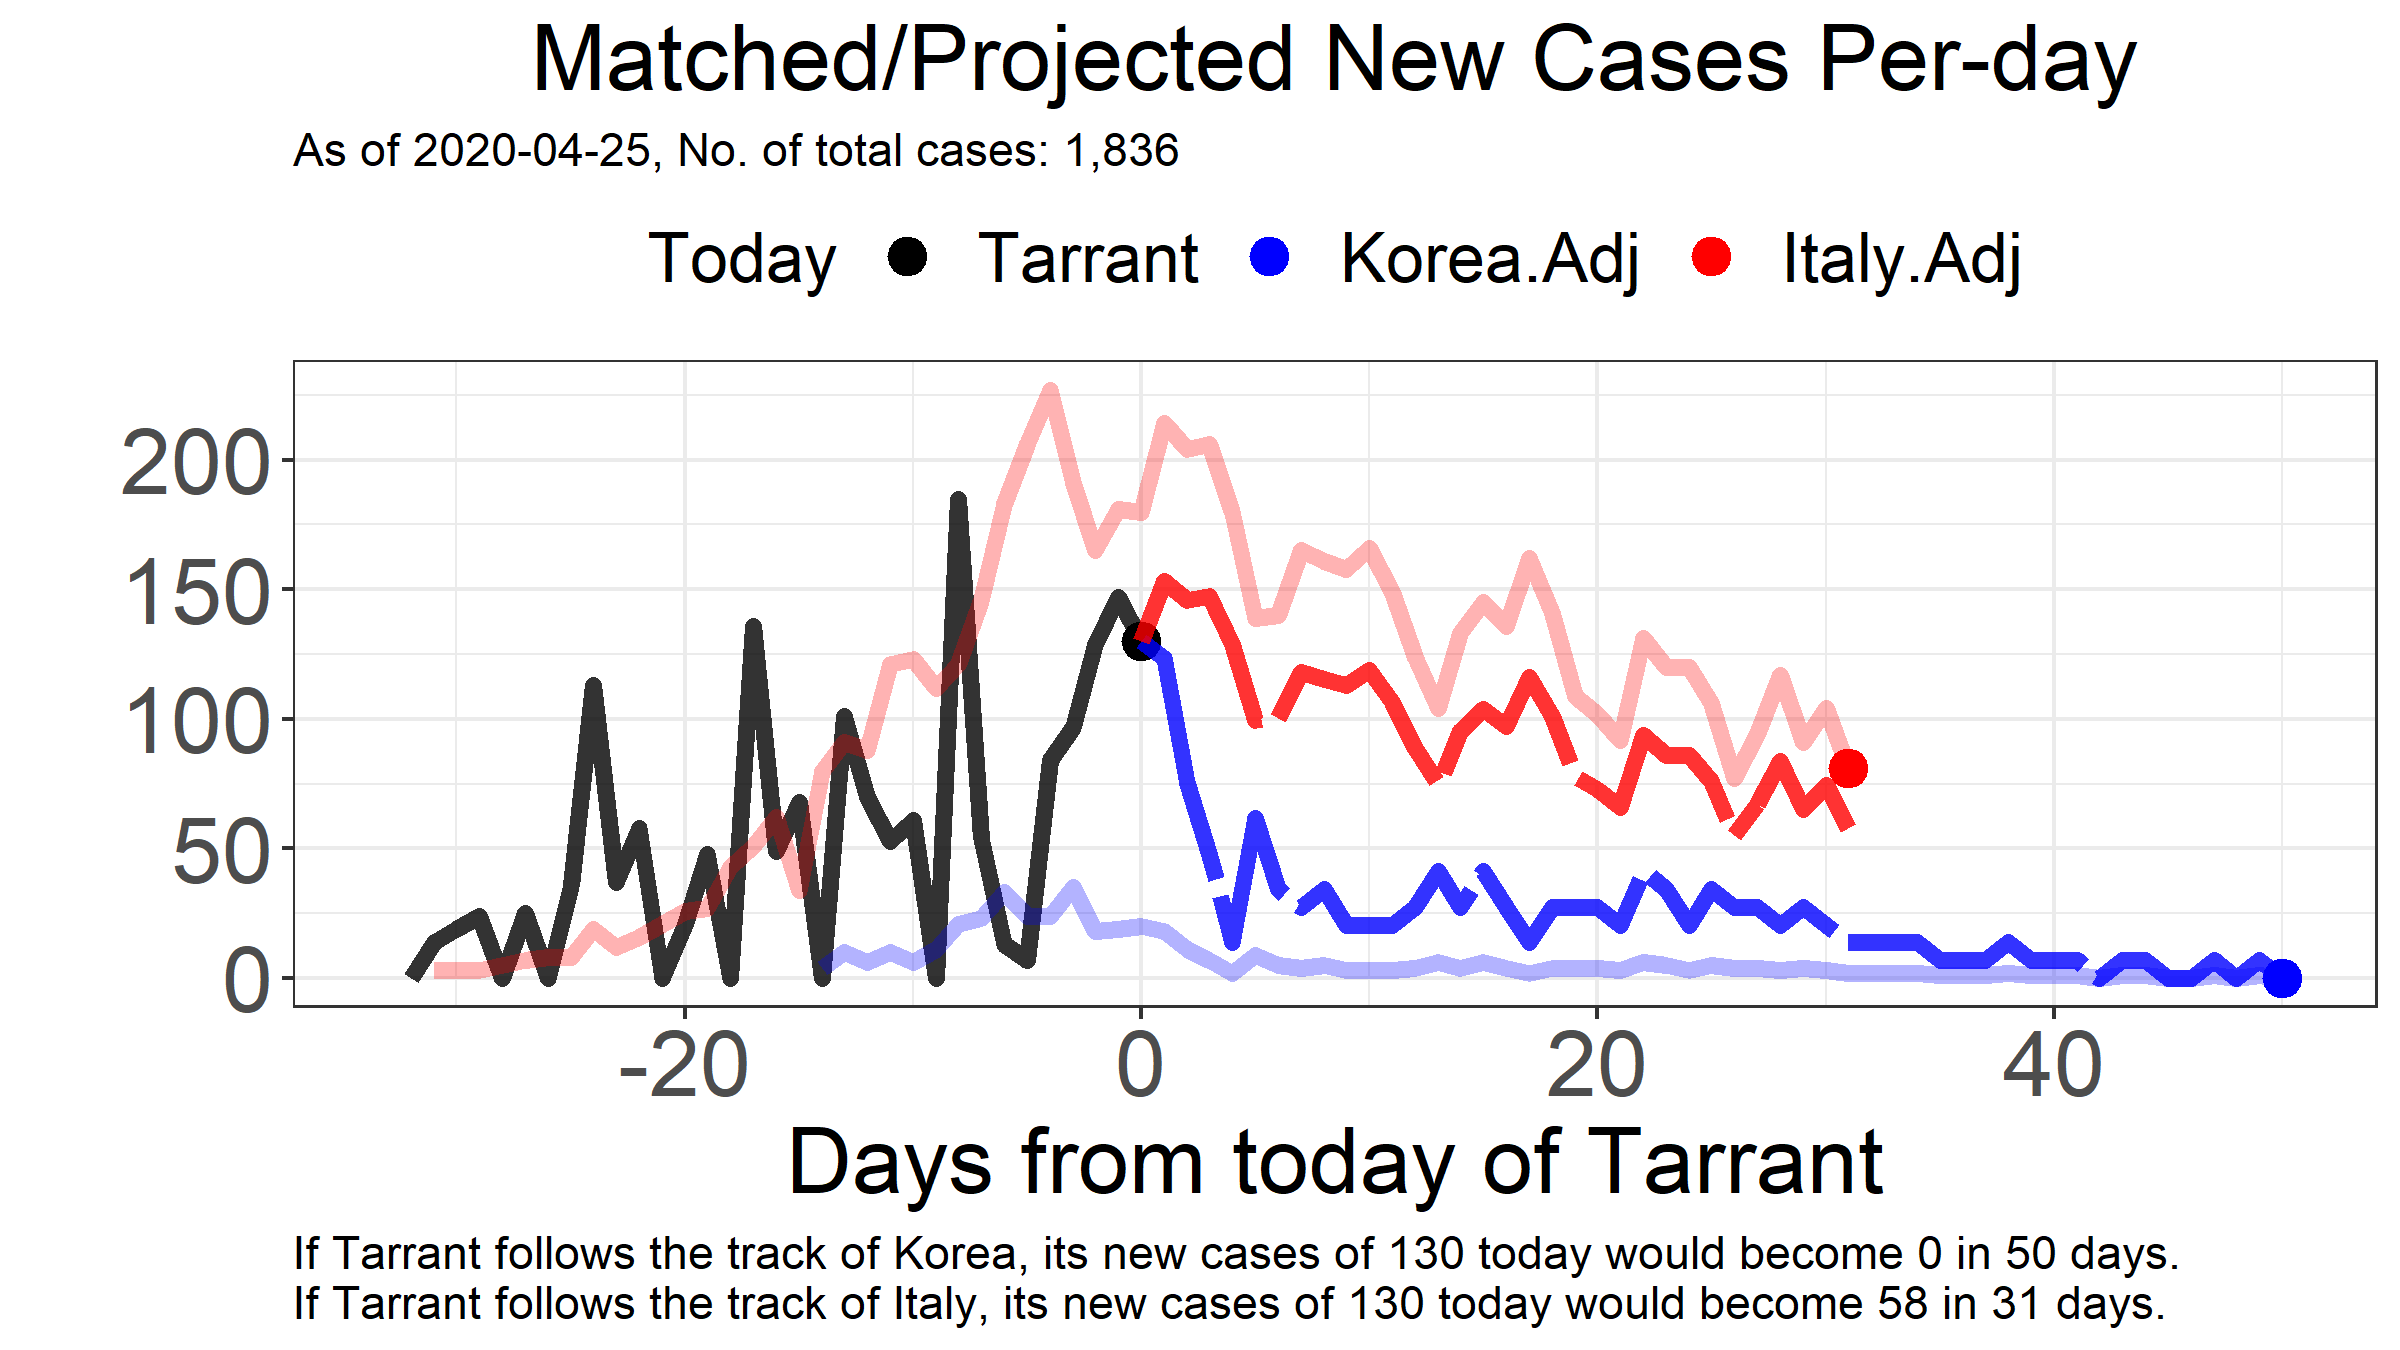 Matched/Projected New Cases Per-day
As of 2020-04-25, No. of total cases: 1,836
Today Tarrant Korea.Adj Italy.Adj
200
150
100
50
0
-20 0 20 40
Days from today of Tarrant
If Tarrant follows the track of Korea, its new cases of 130 today would become 0 in 50 days.
If Tarrant follows the track of Italy, its new cases of 130 today would become 58 in 31 days.